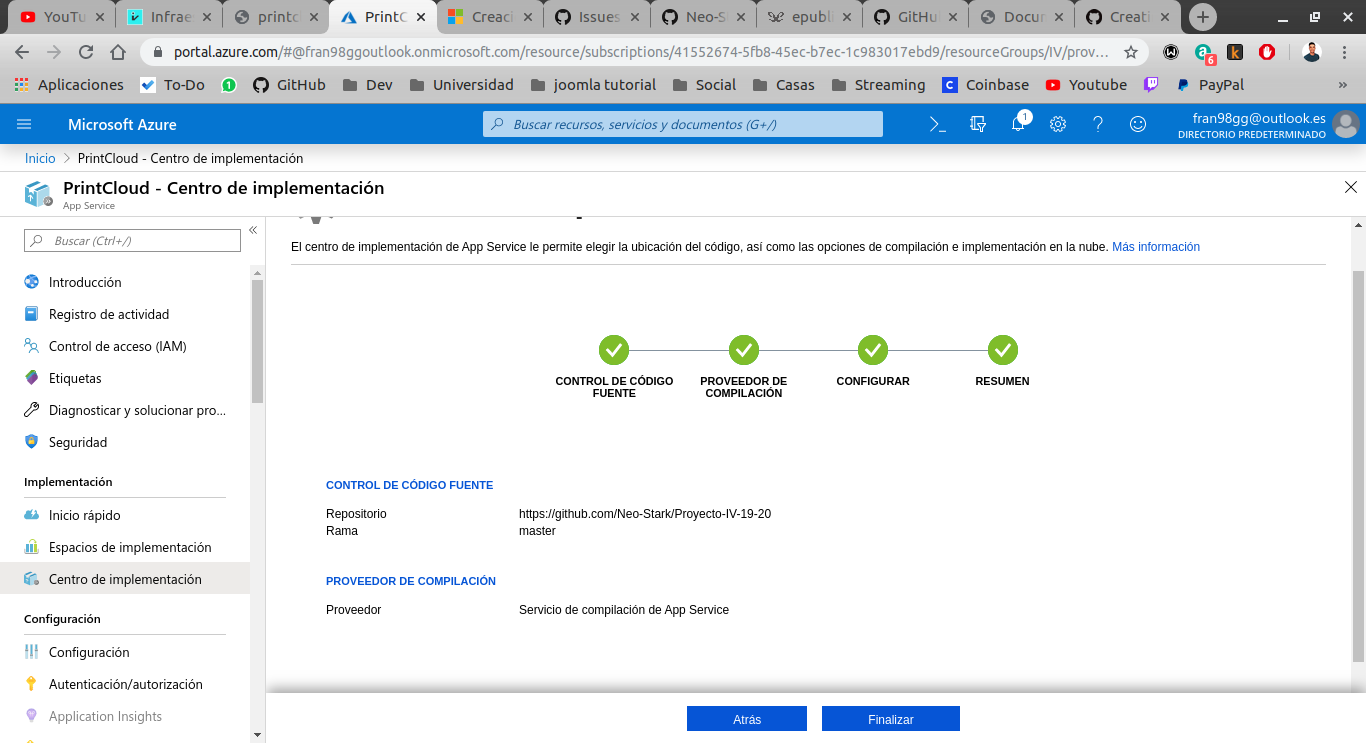 YouTu
Infrae
printcl
PrintC
Creaci
Issues
Neo-S
epubli
GitHu
Docur
Creati
portal.azure.com/#@fran98ggoutlook.onmicrosoft.com/resource/subscriptions/41552674-5fb8-45ec-b7ec-1c983017ebd9/resourceGroups/IV/prov...
6
Aplicaciones
To-Do
1
GitHub
Dev
Universidad
joomla tutorial
Social
Casas
Streaming
Coinbase
Youtube
PayPal
»
Microsoft Azure
Buscar recursos, servicios y documentos (G+/)
1
fran98gg@outlook.es
DIRECTORIO PREDETERMINADO
Inicio > PrintCloud - Centro de implementación
PrintCloud - Centro de implementación
App Service
Buscar (Ctrl+/)
«
Introducción
Registro de actividad
Control de acceso (IAM)
Etiquetas
Diagnosticar y solucionar pro...
Seguridad
Implementación
Inicio rápido
Espacios de implementación
Centro de implementación
Configuración
Configuración
Autenticación/autorización
Application Insights
El centro de implementación de App Service le permite elegir la ubicación del código, así como las opciones de compilación e implementación en la nube. Más información
CONTROL DE CÓDIGO
FUENTE
PROVEEDOR DE
COMPILACIÓN
CONFIGURAR
RESUMEN
CONTROL DE CÓDIGO FUENTE
Repositorio https://github.com/Neo-Stark/Proyecto-IV-19-20
Rama master
PROVEEDOR DE COMPILACIÓN
Proveedor Servicio de compilación de App Service
Atrás
Finalizar